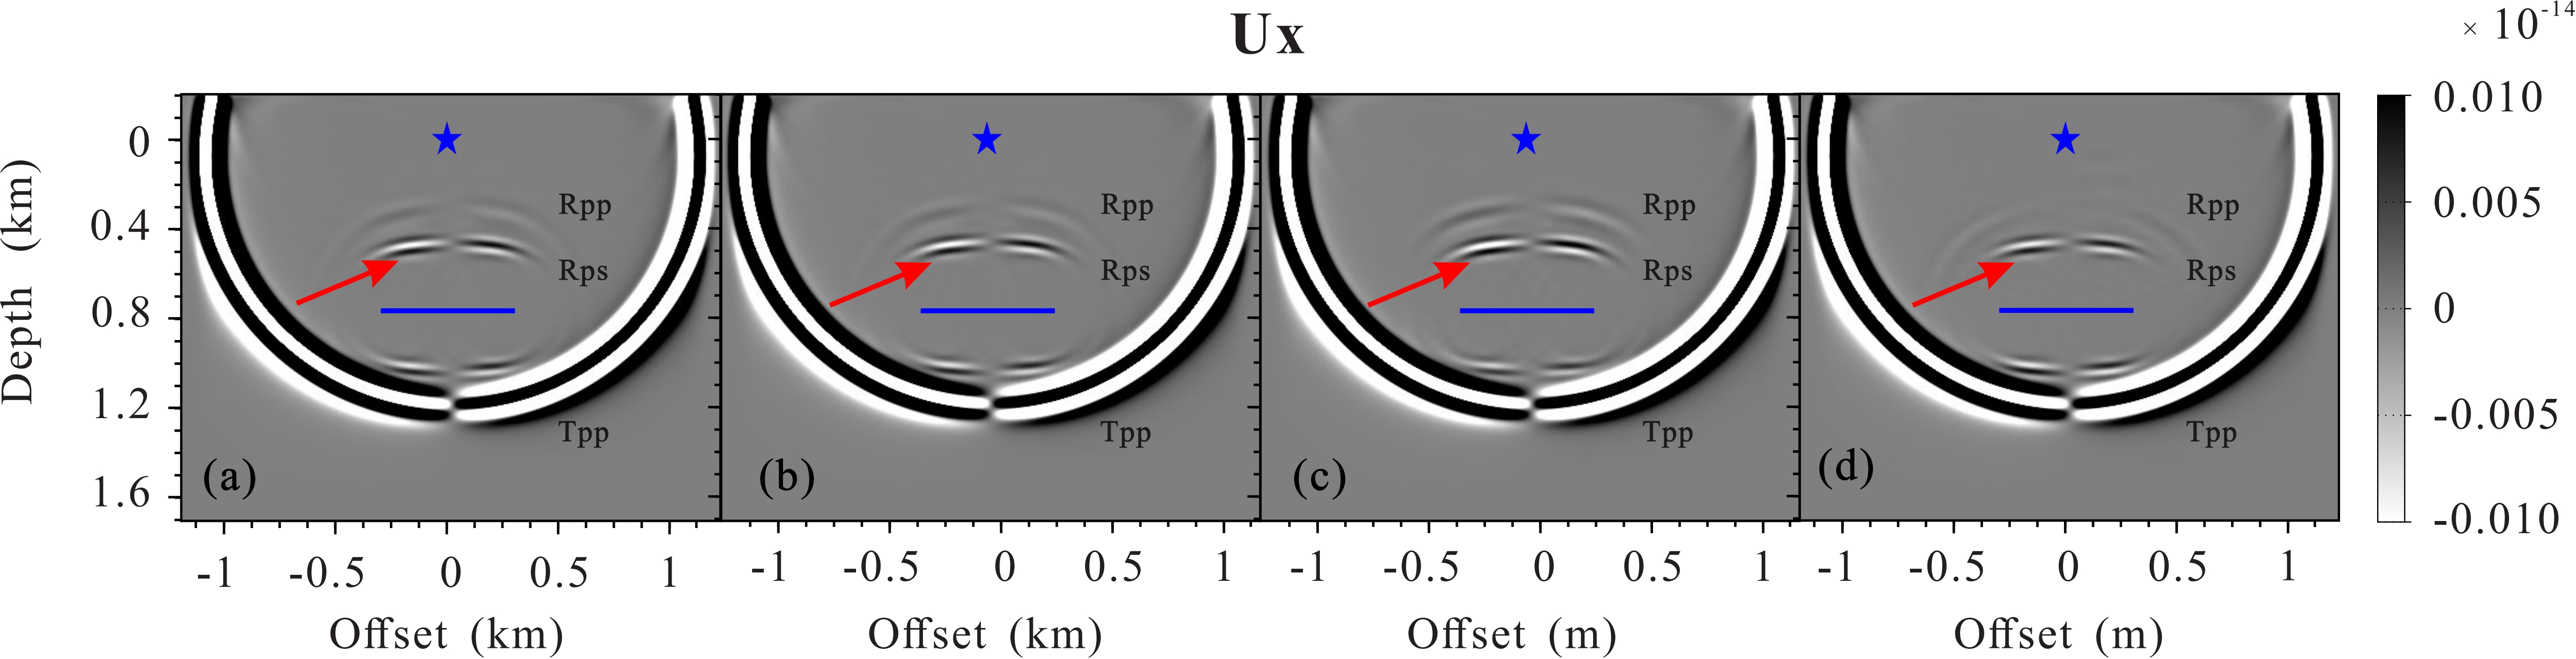 Ux
× 10-14
Depth (km)
0
0.4
0.8
1.2
1.6
Rpp
Rps
Tpp
(a)
Rpp
Rps
Tpp
(b)
Rpp
Rps
Tpp
(c)
Rpp
Rps
Tpp
(d)
0.010
0.005
0
-0.005
-0.010
-1 -0.5 0 0.5 1
-1 -0.5 0 0.5 1
-1 -0.5 0 0.5 1
-1 -0.5 0 0.5 1
Offset (km)
Offset (km)
Offset (m)
Offset (m)